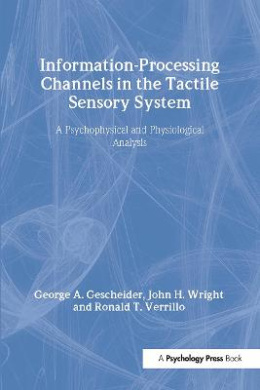 Information-Processing
Channels in the Tactile
Sensory System
A Psychophysical and Physiological
Analysis
George A. Gescheider, John H. Wright
and Ronald T. Verrillo
A Psychology Press Book